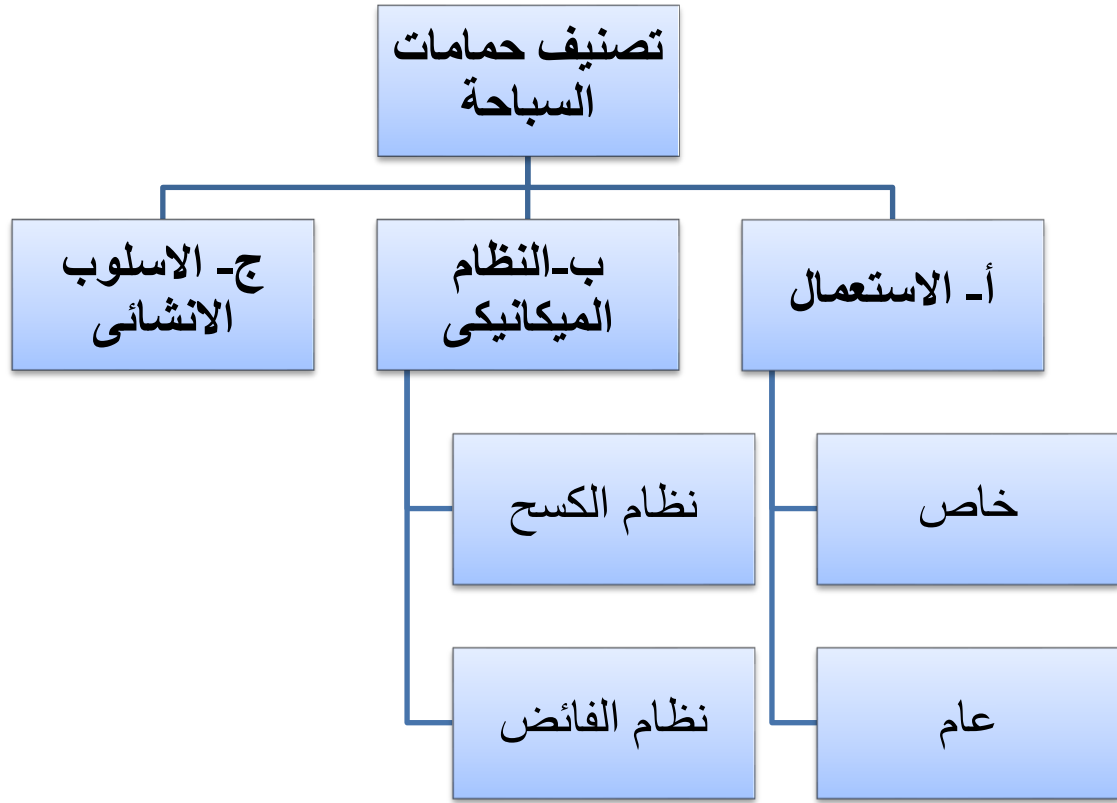 تصنيف حمامات
السباحة
أ- الاستعمال
ب-النظام
الميكانيكى
ج- الاسلوب
الانشائى
خاص
نظام الكسح
عام
نظام الفائض